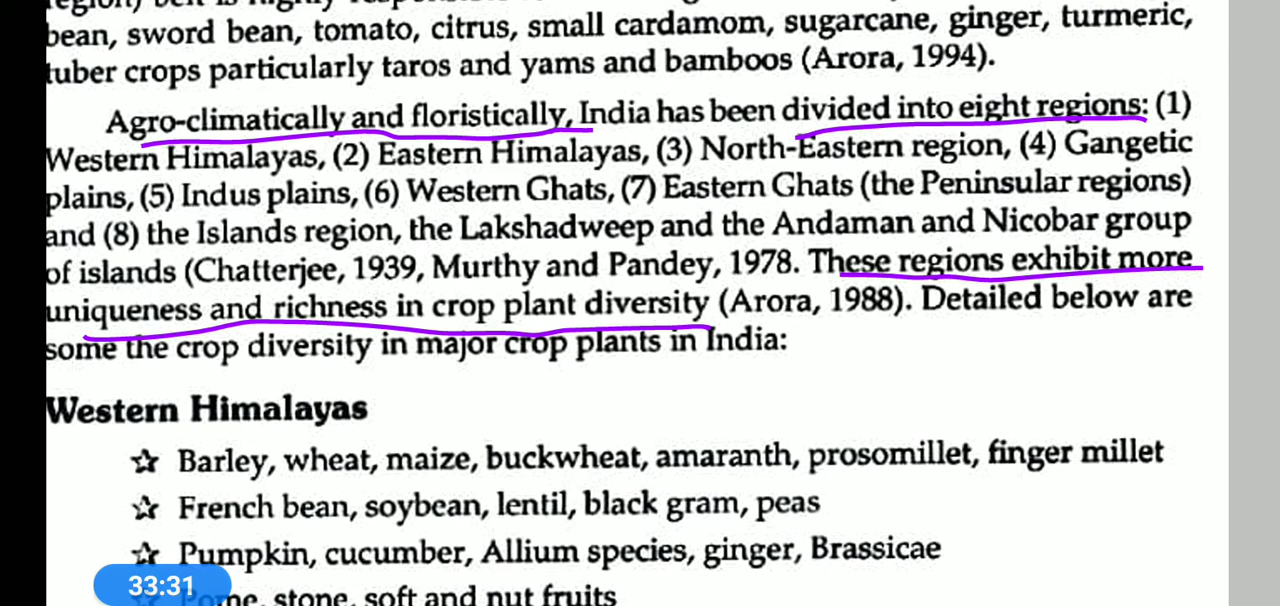 region) belt is highly
bean, sword bean, tomato, citrus, small cardamom, sugarcane, ginger, turmeric,
tuber crops particularly taros and yams and bamboos (Arora, 1994).
Agro-climatically and floristically, India has been divided into eight regions: (1)
Western Himalayas, (2) Eastern Himalayas, (3) North-Eastern region, (4) Gangetic
plains, (5) Indus plains, (6) Western Ghats, (7) Eastern Ghats (the Peninsular regions)
and (8) the Islands region, the Lakshadweep and the Andaman and Nicobar group
of islands (Chatterjee, 1939, Murthy and Pandey, 1978. These regions exhibit more
uniqueness and richness in crop plant diversity (Arora, 1988). Detailed below are
some the crop diversity in major crop plants in India:
Western Himalayas
☆ Barley, wheat, maize, buckwheat, amaranth, prosomillet, finger millet
☆ French bean, soybean, lentil, black gram, peas
☆ Pumpkin, cucumber, Allium species, ginger, Brassicae
☆ Pome, stone, soft and nut fruits
33:31